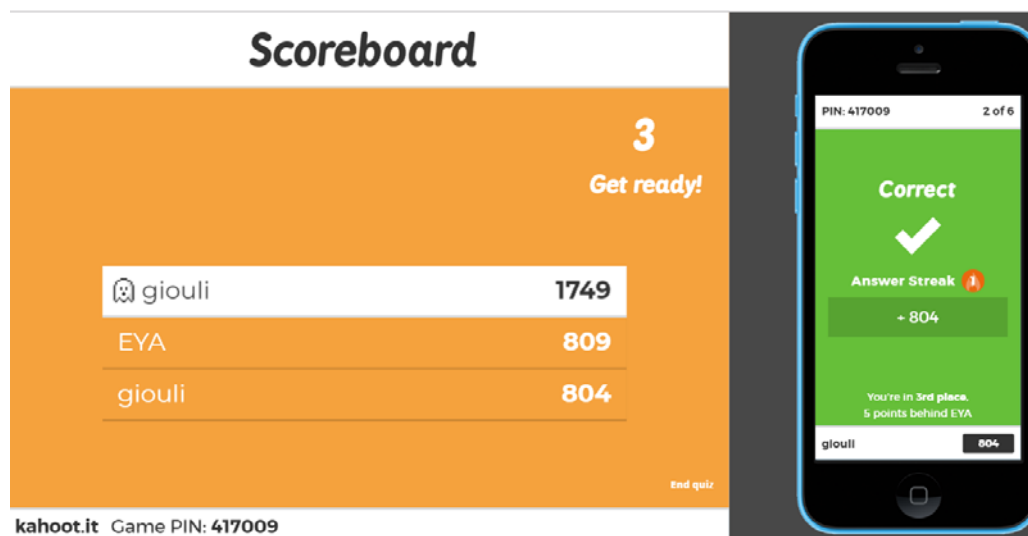 Scoreboard
3
Get ready!
giouli 1749
EYA 809
giouli 804
End quiz
kahoot.it Game PIN: 417009
PIN: 417009 2 of 6
Correct
Answer Streak 1
+ 804
You're in 3rd place.
5 points behind EYA
giouli 804